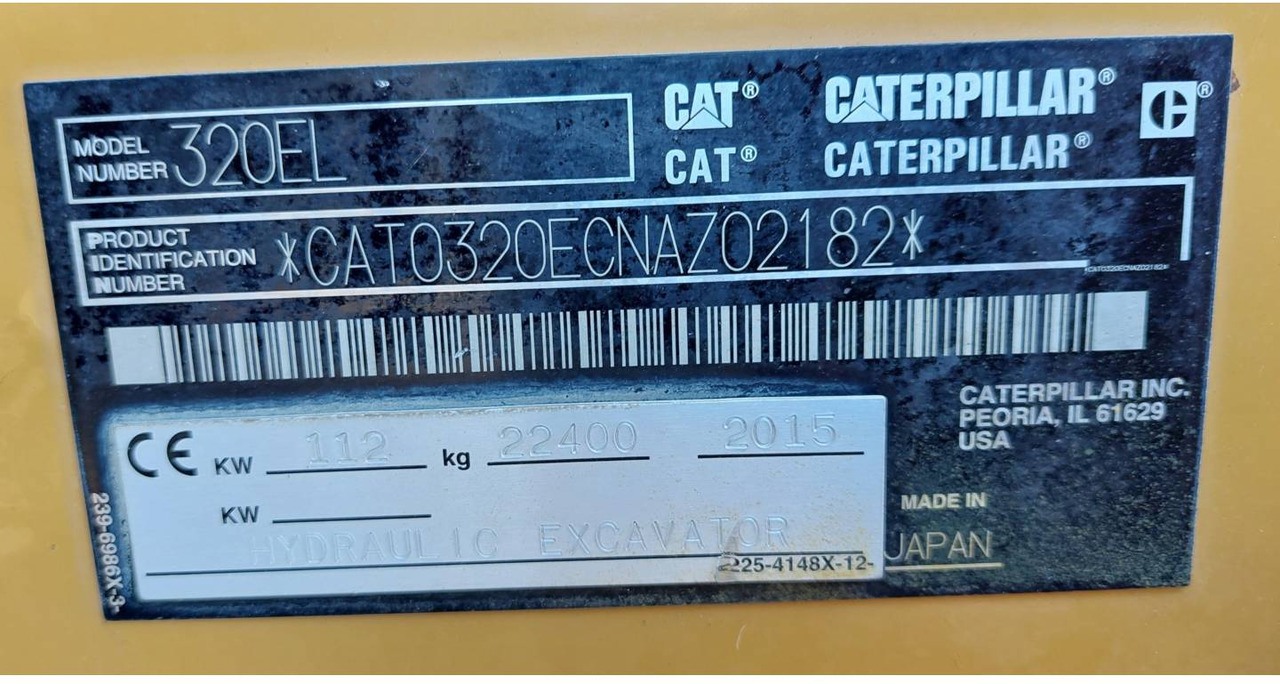 MODEL
NUMBER 320EL
CAT® CATERPILLAR® ®
CAT® CATERPILLAR®
PRODUCT
IDENTIFICATION
NUMBER
*CAT0320ECNAZ02182*
*CAT0320ECNAZ02182*
CATERPILLAR INC.
PEORIA, IL 61629
USA
CE KW 112 kg 22400 2015
KW
HYDRAULIC EXCAVATOR
225-4148X-12-
MADE IN
JAPAN
239-6986X-3-